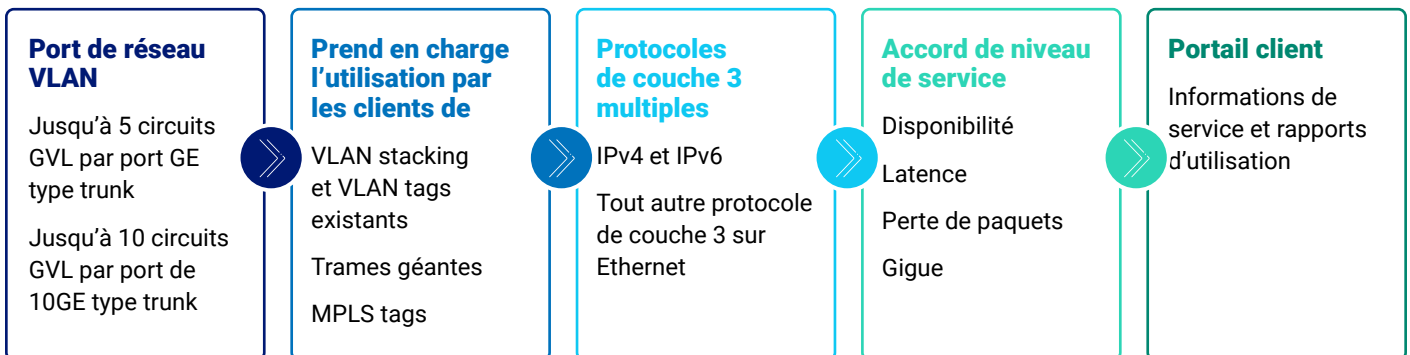 Port de réseau
VLAN
Jusqu’à 5 circuits
GVL par port GE
type trunk
Jusqu’à 10 circuits
GVL par port de
10GE type trunk
Prend en charge
l’utilisation par
les clients de
VLAN stacking
et VLAN tags
existants
Trames géantes
MPLS tags
Protocoles
de couche 3
multiples
IPv4 et IPv6
Tout autre protocole
de couche 3 sur
Ethernet
Accord de niveau
de service
Disponibilité
Latence
Perte de paquets
Gigue
Portail client
Informations de
service et rapports
d’utilisation